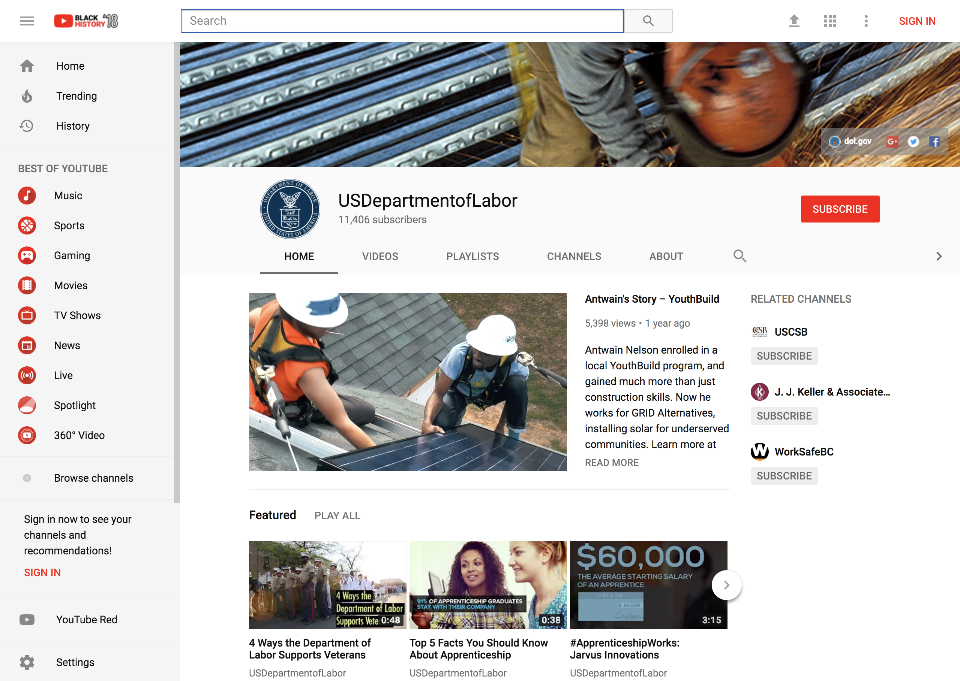 BLACK HISTORY '18
Search
SIGN IN
Home
Trending
History
BEST OF YOUTUBE
Music
Sports
Gaming
Movies
TV Shows
News
Live
Spotlight
360° Video
Browse channels
Sign in now to see your
channels and
recommendations!
SIGN IN
YouTube Red
Settings
dol.gov
USDepartmentofLabor
11,406 subscribers
SUBSCRIBE
HOME VIDEOS PLAYLISTS CHANNELS ABOUT
Antwain's Story – YouthBuild
5,398 views • 1 year ago
Antwain Nelson enrolled in a
local YouthBuild program, and
gained much more than just
construction skills. Now he
works for GRID Alternatives,
installing solar for underserved
communities. Learn more at
READ MORE
RELATED CHANNELS
USCSB
SUBSCRIBE
J. J. Keller & Associate...
SUBSCRIBE
WorkSafeBC
SUBSCRIBE
Featured PLAY ALL
4 Ways the
Department of Labor
Supports Vete
0:48
4 Ways the Department of
Labor Supports Veterans
USDepartmentofLabor
91% OF APPRENTICESHIP GRADUATES
STAY WITH THEIR COMPANY
0:38
Top 5 Facts You Should Know
About Apprenticeship
USDepartmentofLabor
$60,000
THE AVERAGE STARTING SALARY
OF AN APPRENTICE
3:15
#ApprenticeshipWorks:
Jarvus Innovations
USDepartmentofLabor